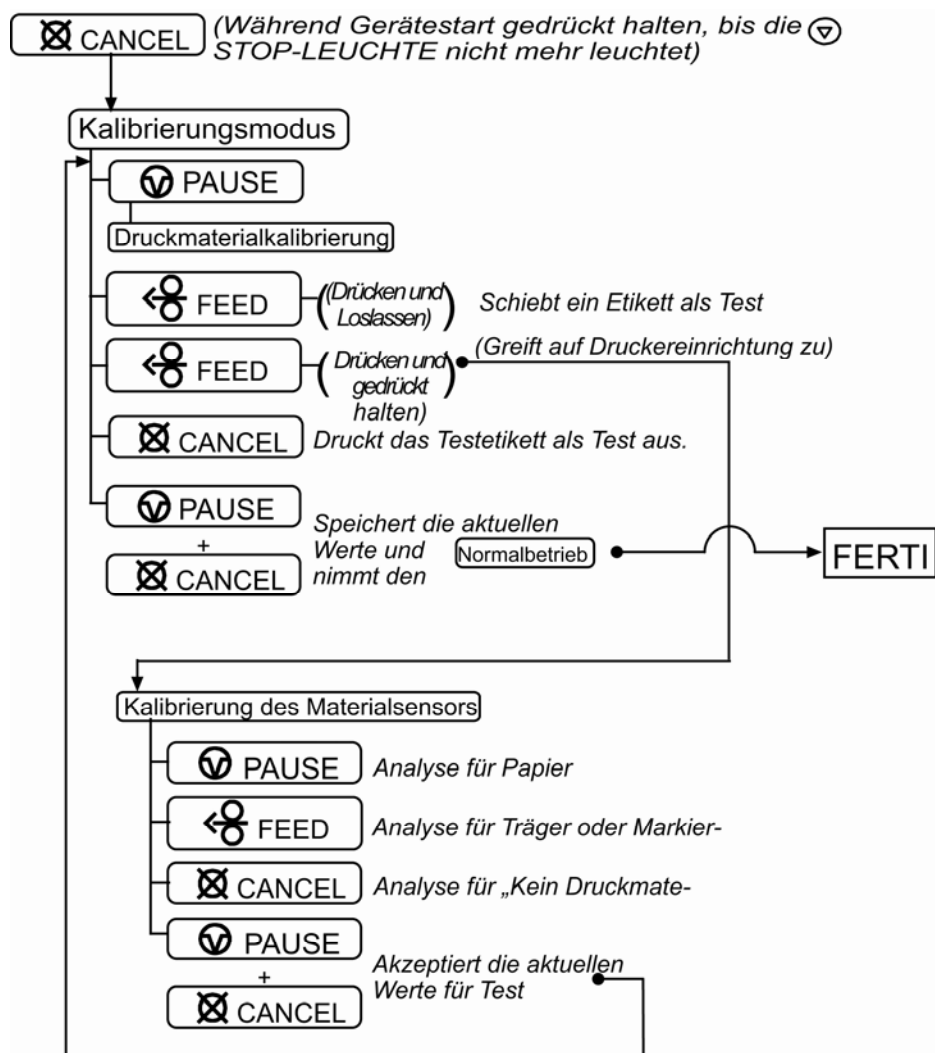 CANCEL (Während Gerätestart gedrückt halten, bis die
STOP-LEUCHTE nicht mehr leuchtet)
Kalibrierungsmodus
PAUSE
Druckmaterialkalibrierung
FEED
((Drücken und
Loslassen))
Schiebt ein Etikett als Test
(Greift auf Druckereinrichtung zu)
FEED
(Drücken und
gedrückt
halten)
CANCEL Druckt das Testetikett als Test aus.
PAUSE
+
CANCEL
Speichert die aktuellen
Werte und
nimmt den
Normalbetrieb
FERTI
Kalibrierung des Materialsensors
PAUSE Analyse für Papier
FEED Analyse für Träger oder Markier-
CANCEL Analyse für „Kein Druckmate-
PAUSE
+
CANCEL
Akzeptiert die aktuellen
Werte für Test